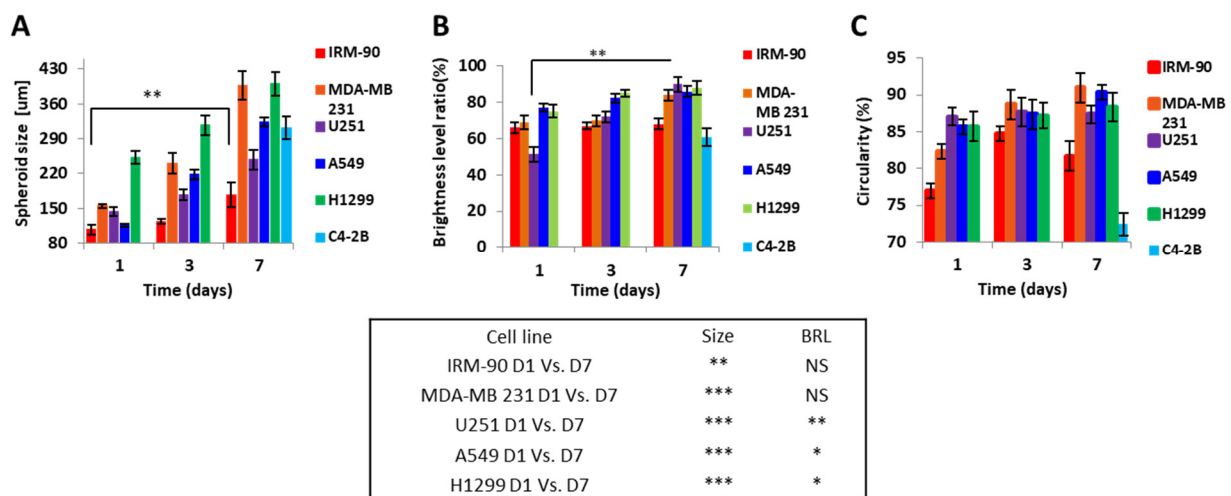 A
Spheroid size [um]
430
360
290
220
150
80
**
1
3
7
Time (days)
IRM-90
MDA-MB
231
U251
A549
H1299
C4-2B
B
Brightness level ratio(%)
100
80
60
40
20
0
**
1
3
7
Time (days)
IRM-90
MDA-
MB 231
U251
A549
H1299
C4-2B
C
Circularity (%)
95
90
85
80
75
70
1
3
7
Time (days)
IRM-90
MDA-MB
231
U251
A549
H1299
C4-2B
Cell line Size BRL
IRM-90 D1 Vs. D7 ** NS
MDA-MB 231 D1 Vs. D7 *** NS
U251 D1 Vs. D7 *** **
A549 D1 Vs. D7 *** *
H1299 D1 Vs. D7 *** *